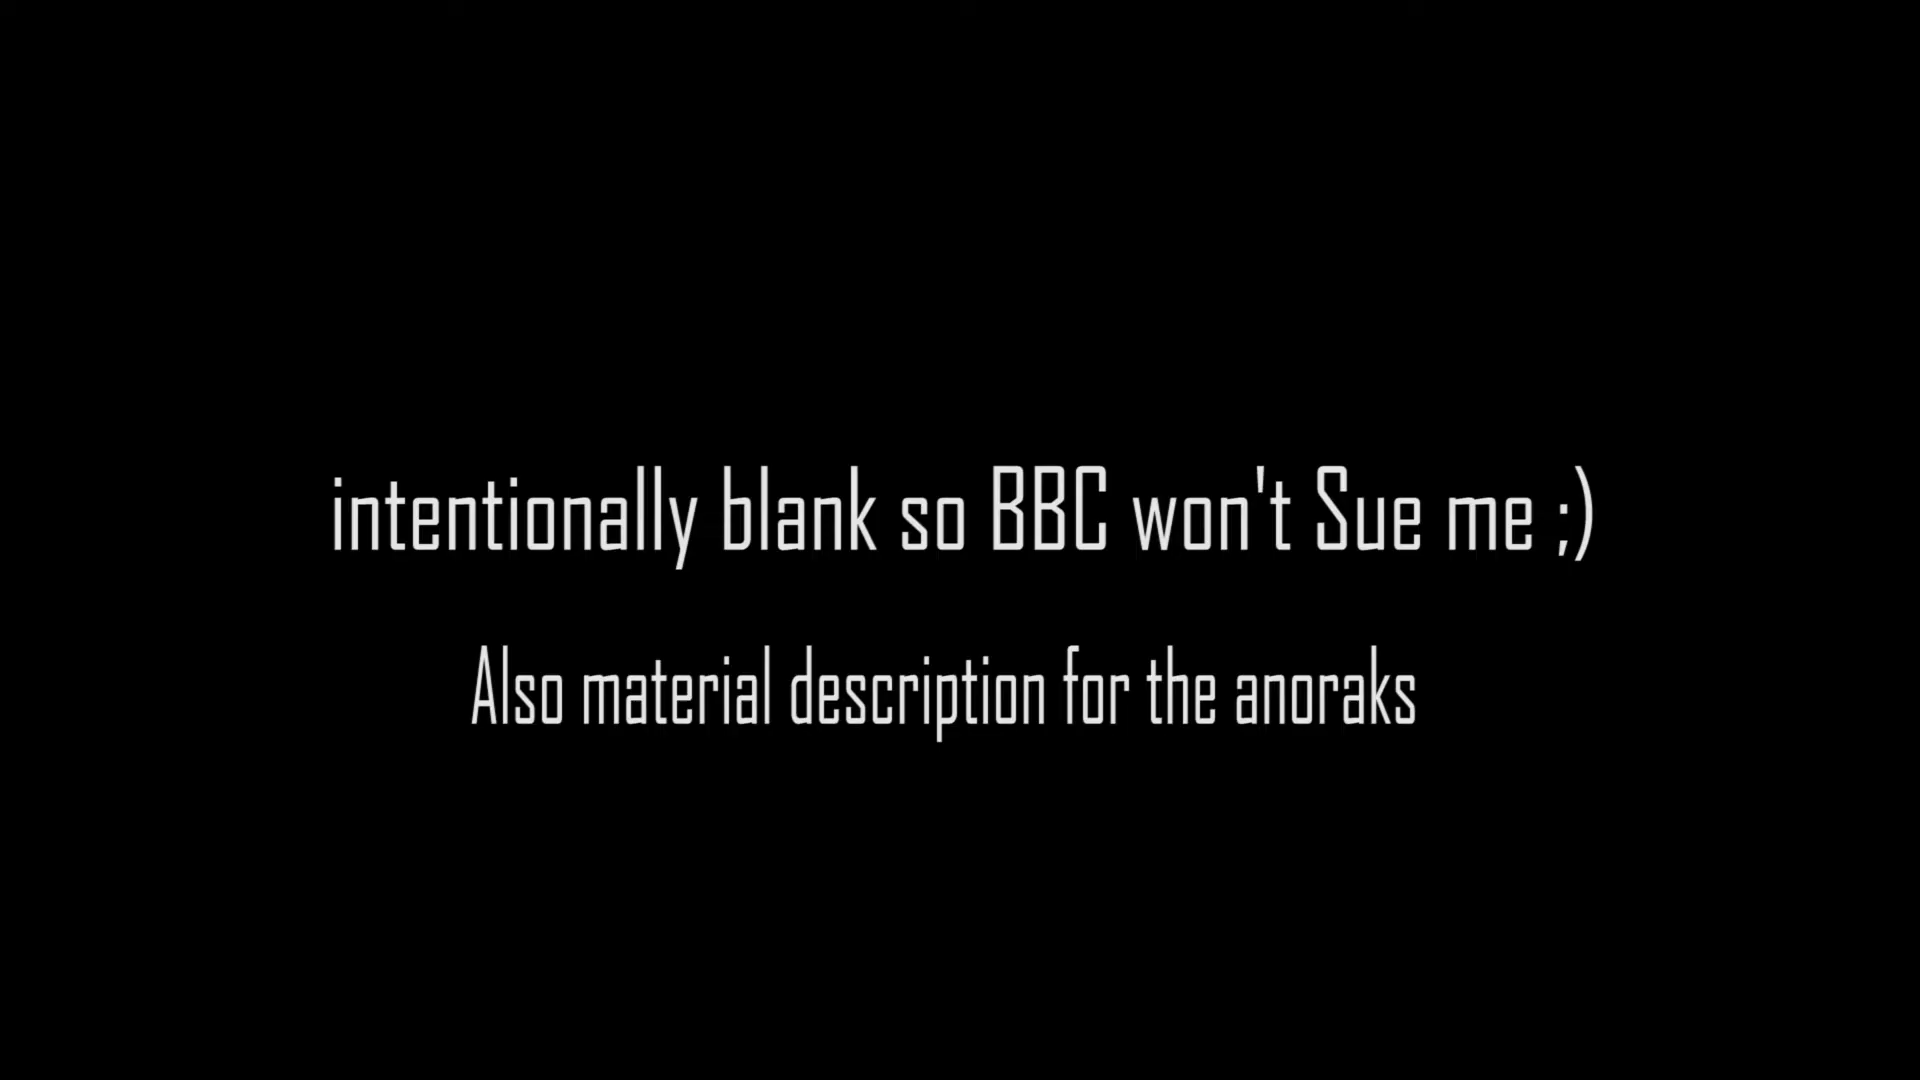 intentionally blank so BBC won't Sue me ;)
Also material description for the anoraks